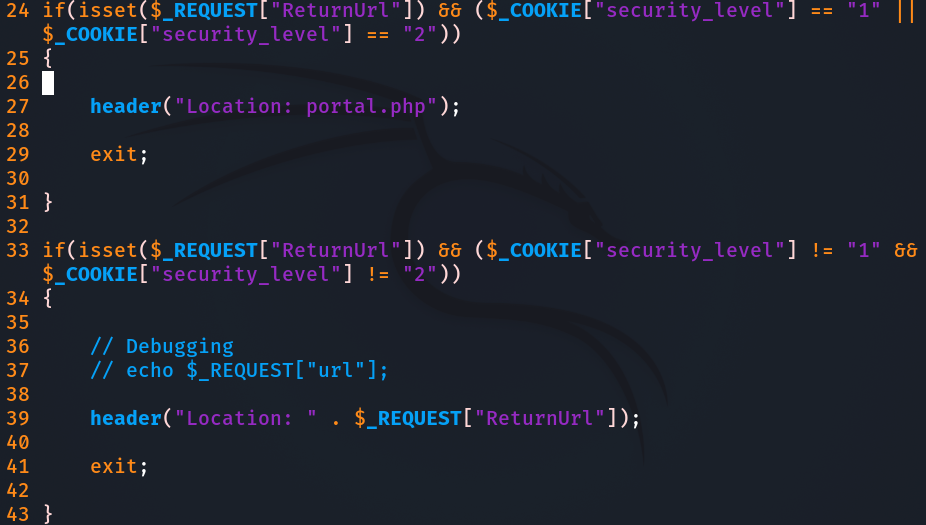 24 if(isset($_REQUEST["ReturnUrl"]) && ($_COOKIE["security_level"] == "1" ||
$_COOKIE["security_level"] == "2"))
25 {
26
27     header("Location: portal.php");
28
29     exit;
30
31 }
32
33 if(isset($_REQUEST["ReturnUrl"]) && ($_COOKIE["security_level"] != "1" &&
$_COOKIE["security_level"] != "2"))
34 {
35
36     // Debugging
37     // echo $_REQUEST["url"];
38
39     header("Location: " . $_REQUEST["ReturnUrl"]);
40
41     exit;
42
43 }